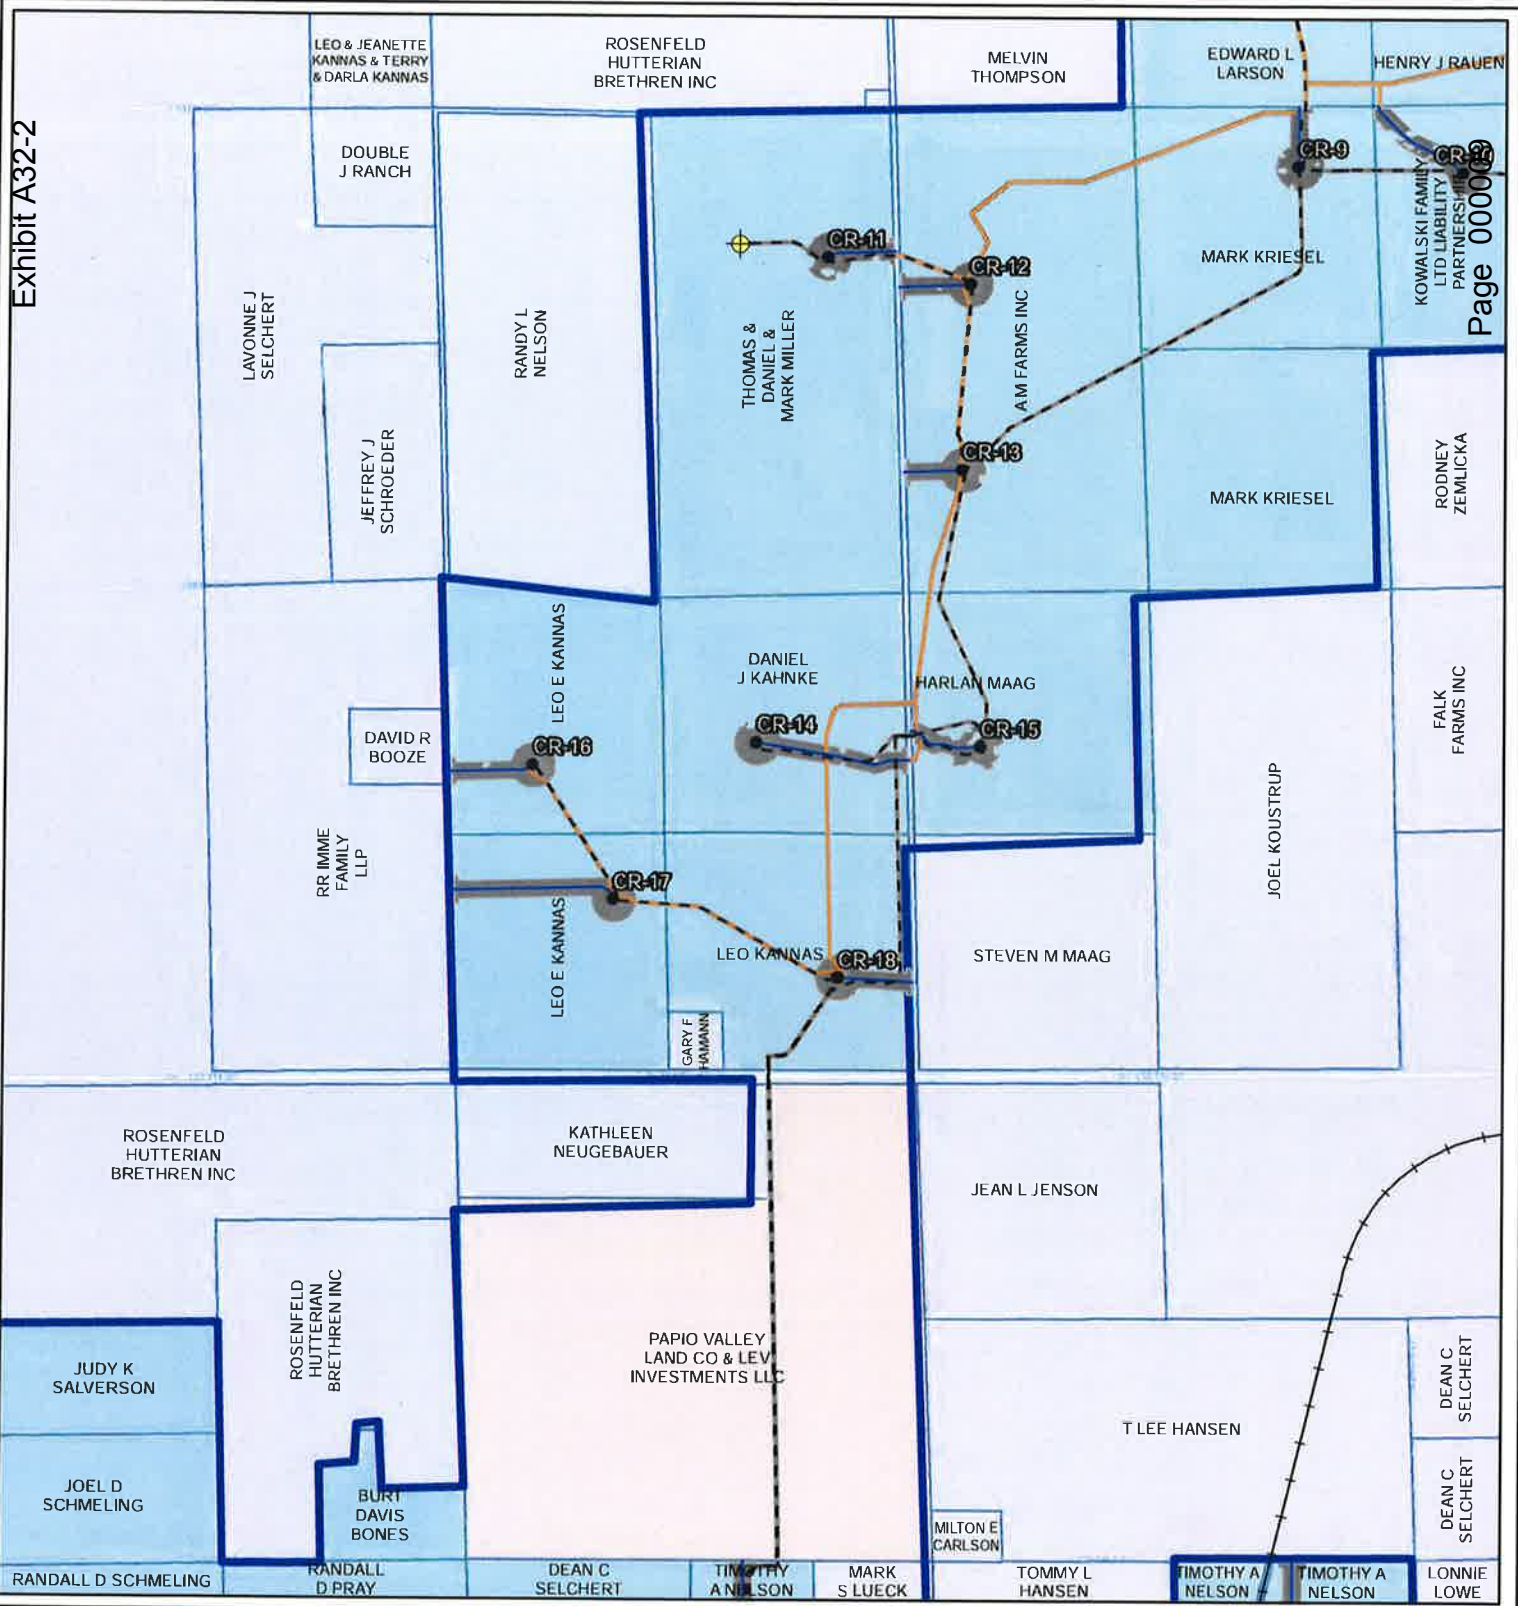 Exhibit A32-2
Page 000009
LEO & JEANETTE
KANNAS & TERRY
& DARLA KANNAS
ROSENFELD
HUTTERIAN
BRETHREN INC
MELVIN
THOMPSON
EDWARD L
LARSON
HENRY J RAUEN
DOUBLE
J RANCH
CR-9
CR-10
KOWALSKI FAMILY
LTD LIABILITY
PARTNERSHIP
LAVONNE J
SELCHERT
RANDY L
NELSON
CR-11
CR-12
MARK KRIESEL
THOMAS &
DANIEL &
MARK MILLER
AM FARMS INC
JEFFREY J
SCHROEDER
CR-13
MARK KRIESEL
RODNEY
ZEMLICKA
LEO E KANNAS
DANIEL
J KAHNKE
HARLAN MAAG
FALK
FARMS INC
DAVID R
BOOZE
CR-16
CR-14
CR-15
RR IMME
FAMILY
LLP
JOEL KOUSTRUP
CR-17
LEO E KANNAS
LEO KANNAS
CR-18
STEVEN M MAAG
GARY F
HAMANN
ROSENFELD
HUTTERIAN
BRETHREN INC
KATHLEEN
NEUGEBAUER
JEAN L JENSON
ROSENFELD
HUTTERIAN
BRETHREN INC
PAPIO VALLEY
LAND CO & LEV
INVESTMENTS LLC
JUDY K
SALVERSON
T LEE HANSEN
DEAN C
SELCHERT
JOEL D
SCHMELING
BURT
DAVIS
BONES
MILTON E
CARLSON
DEAN C
SELCHERT
RANDALL D SCHMELING
RANDALL
D PRAY
DEAN C
SELCHERT
TIMOTHY
A NELSON
MARK
S LUECK
TOMMY L
HANSEN
TIMOTHY A
NELSON
TIMOTHY A
NELSON
LONNIE
LOWE